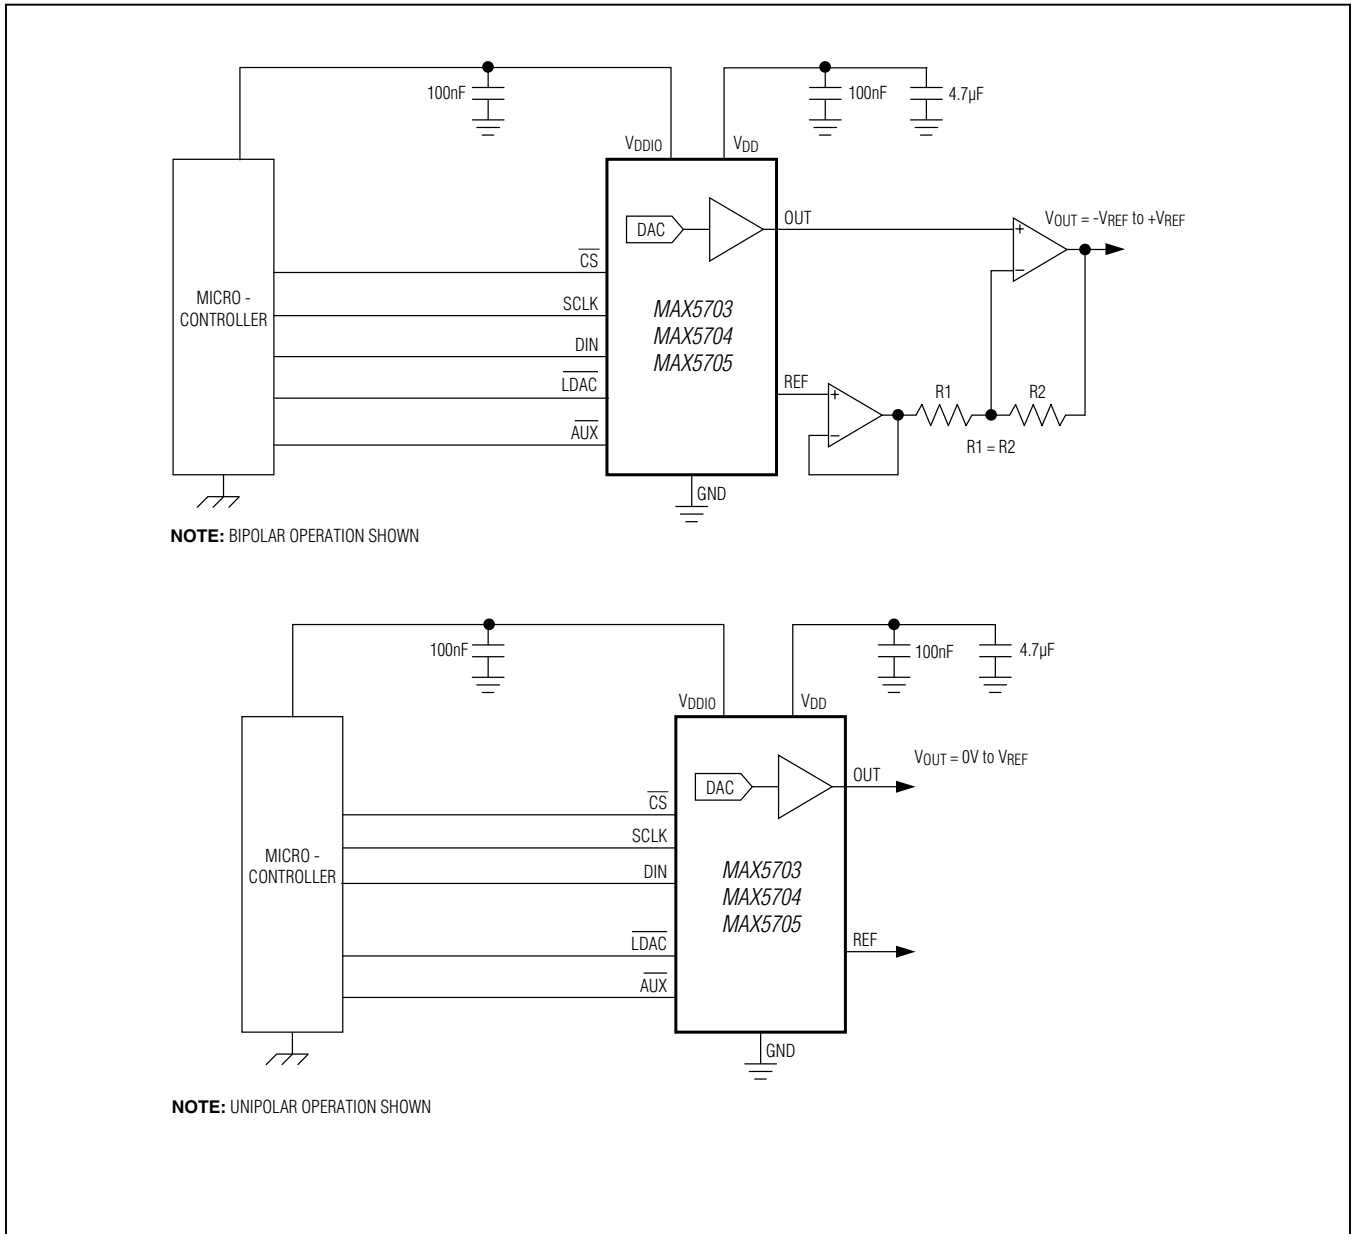 100nF
100nF
4.7µF
VDDIO
VDD
DAC
OUT
+
VOUT = -VREF to +VREF
−
CS
MICRO -
CONTROLLER
SCLK
MAX5703
MAX5704
MAX5705
DIN
LDAC
REF
+
R1
R2
−
R1 = R2
AUX
GND
NOTE: BIPOLAR OPERATION SHOWN
100nF
100nF
4.7µF
VDDIO
VDD
VOUT = 0V to VREF
DAC
OUT
CS
SCLK
MICRO -
CONTROLLER
DIN
MAX5703
MAX5704
MAX5705
LDAC
REF
AUX
GND
NOTE: UNIPOLAR OPERATION SHOWN